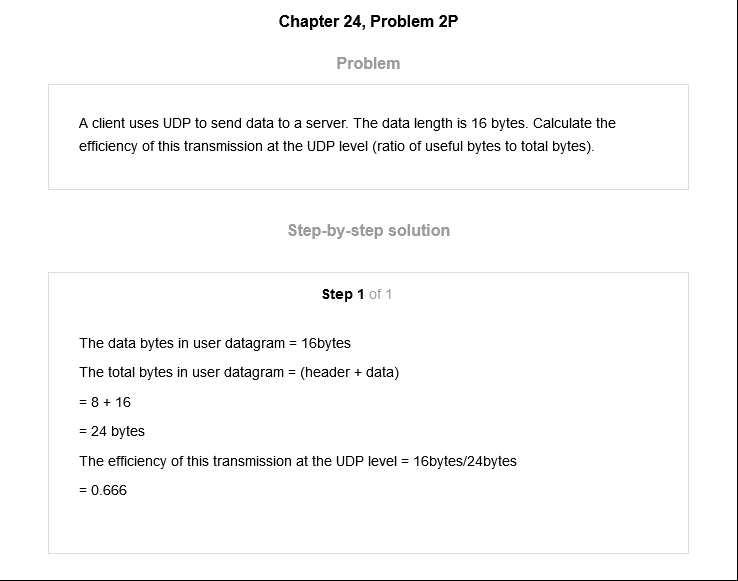 Chapter 24, Problem 2P
Problem
A client uses UDP to send data to a server. The data length is 16 bytes. Calculate the
efficiency of this transmission at the UDP level (ratio of useful bytes to total bytes).
Step-by-step solution
Step 1 of 1
The data bytes in user datagram = 16bytes
The total bytes in user datagram = (header + data)
= 8 + 16
= 24 bytes
The efficiency of this transmission at the UDP level = 16bytes/24bytes
= 0.666